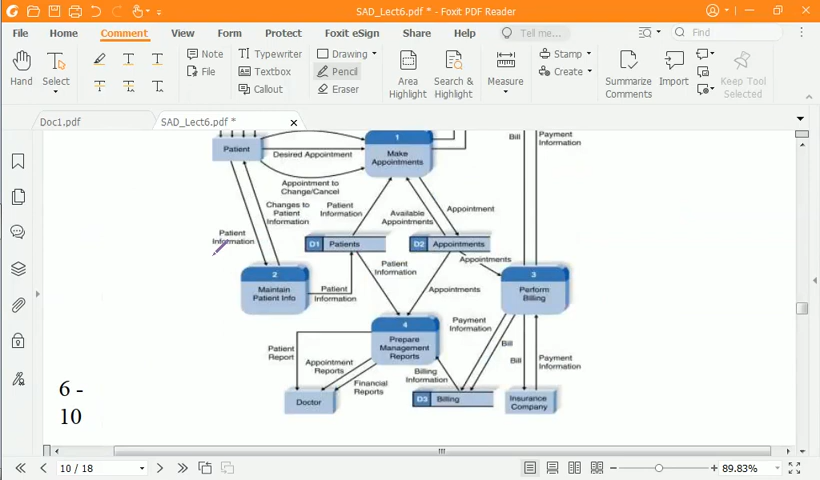 SAD_Lect6.pdf * - Foxit PDF Reader
File Home Comment View Form Protect Foxit eSign Share Help Tell me...
Hand
Select
Note
File
Typewriter
Textbox
Callout
Drawing
Pencil
Eraser
Area
Highlight
Search &
Highlight
Measure
Stamp
Create
Summarize
Comments
Import
Keep Tool
Selected
Doc1.pdf
SAD_Lect6.pdf *
Patient
Desired Appointment
1
Make
Appointments
Bill
Payment
Information
Appointment to
Change/Cancel
Changes to
Patient
Information
Patient
Information
Available
Appointments
Appointment
Patient
Information
D1 Patients
D2 Appointments
Appointments
Patient
Information
2
Maintain
Patient Info
Patient
Information
Appointments
3
Perform
Billing
4
Prepare
Management
Reports
Payment
Information
Patient
Report
Appointment
Reports
Financial
Reports
Billing
Information
Bill
Bill
Payment
Information
Doctor
D3 Billing
Insurance
Company
6 -
10
10 / 18
89.83%